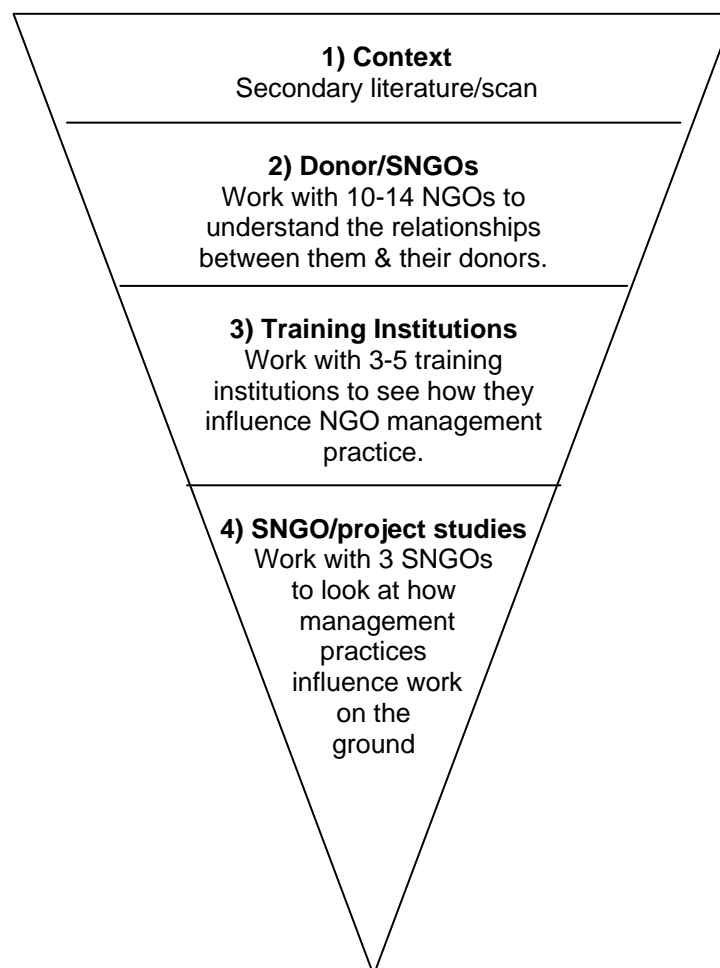 1) Context
Secondary literature/scan
2) Donor/SNGOs
Work with 10-14 NGOs to
understand the relationships
between them & their donors.
3) Training Institutions
Work with 3-5 training
institutions to see how they
influence NGO management
practice.
4) SNGO/project studies
Work with 3 SNGOs
to look at how
management
practices
influence work
on the
ground